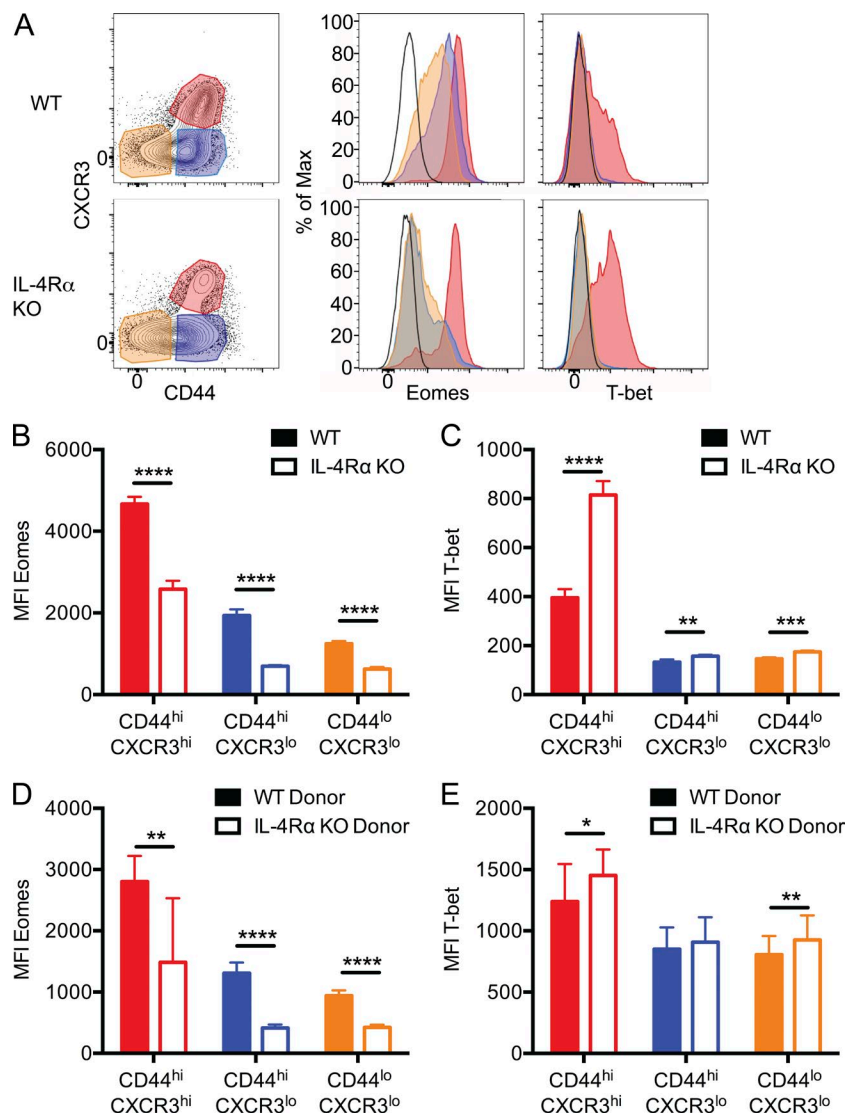 A
WT
IL-4Rα
KO
CXCR3
0
0
0
CD44
% of Max
100
80
60
40
20
0
100
80
60
40
20
0
0
Eomes
0
T-bet
B
WT
IL-4Rα KO
MFI Eomes
6000
4000
2000
0
****
****
****
CD44hi
CXCR3hi
CD44hi
CXCR3lo
CD44lo
CXCR3lo
C
WT
IL-4Rα KO
MFI T-bet
1000
800
600
400
200
0
****
**
***
CD44hi
CXCR3hi
CD44hi
CXCR3lo
CD44lo
CXCR3lo
D
WT Donor
IL-4Rα KO Donor
MFI Eomes
4000
3000
2000
1000
0
**
****
****
CD44hi
CXCR3hi
CD44hi
CXCR3lo
CD44lo
CXCR3lo
E
WT Donor
IL-4Rα KO Donor
MFI T-bet
2000
1500
1000
500
0
*
**
CD44hi
CXCR3hi
CD44hi
CXCR3lo
CD44lo
CXCR3lo